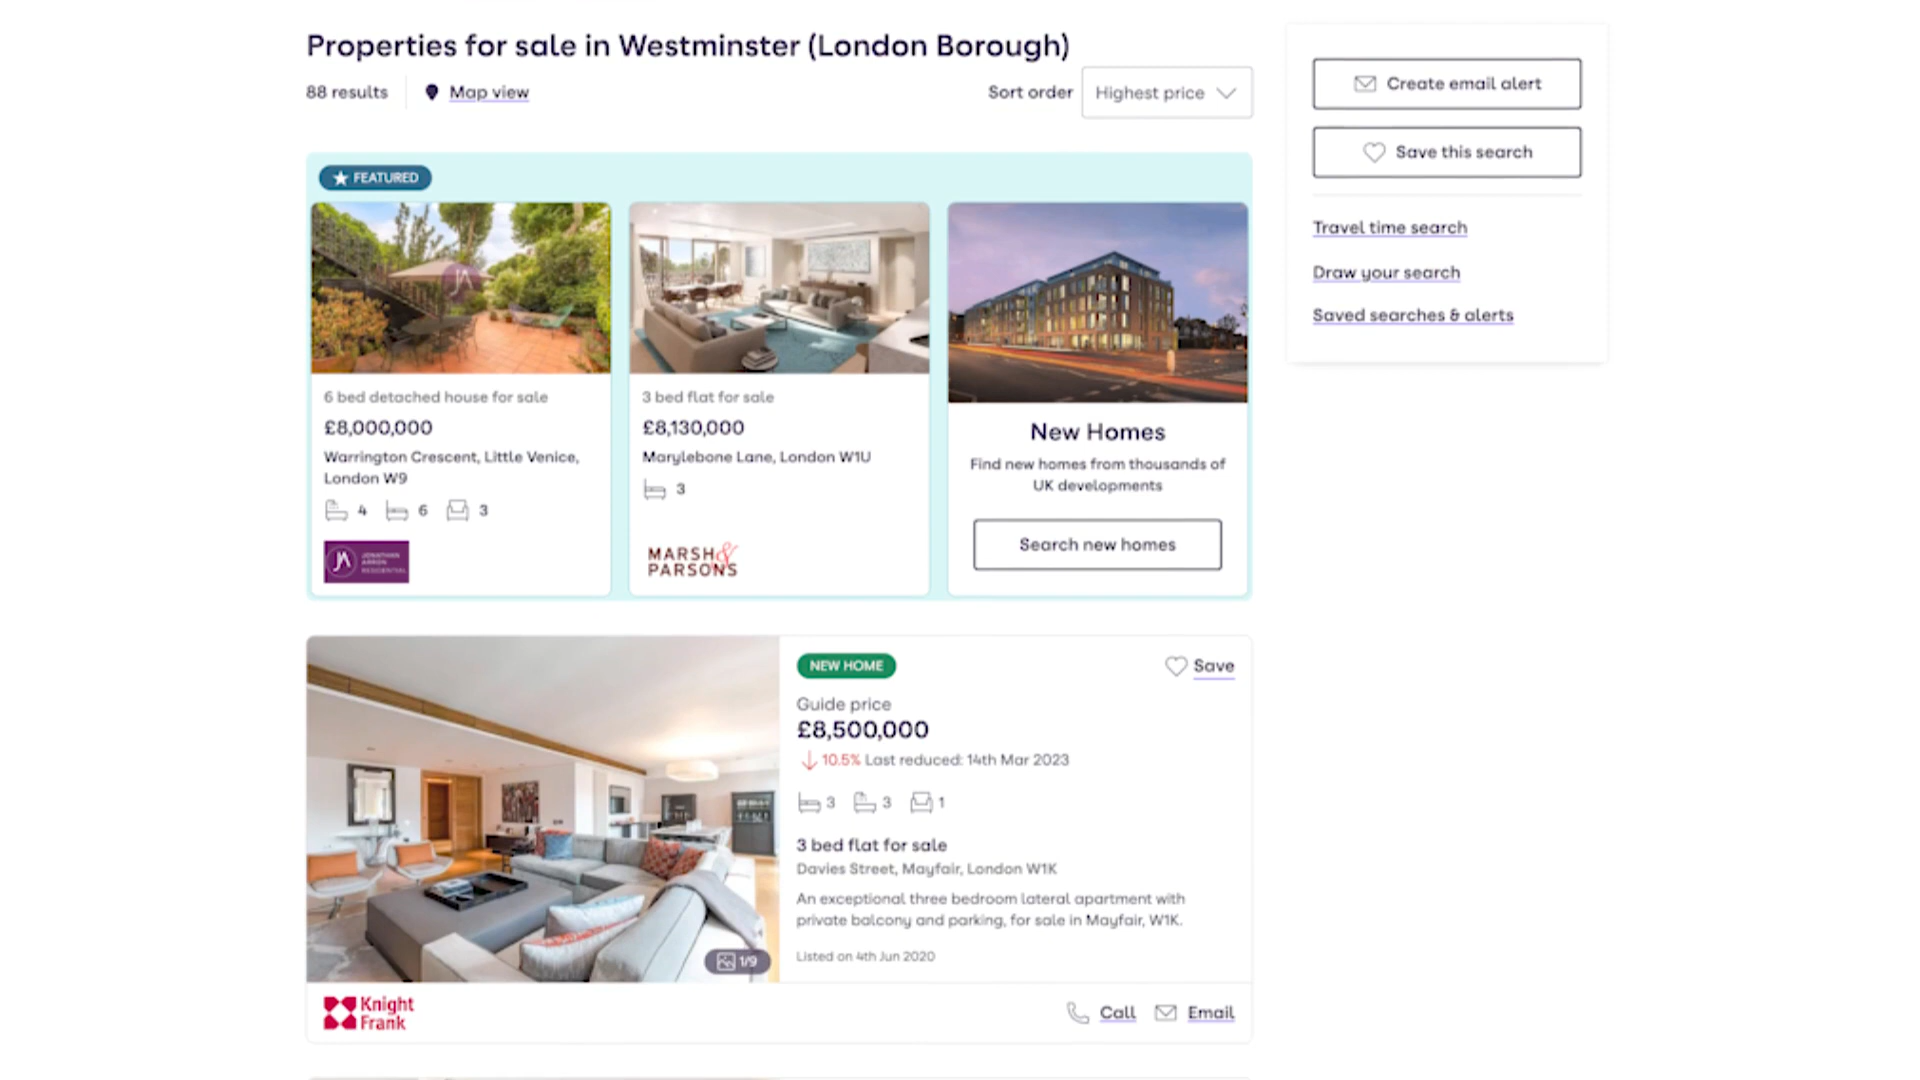 Properties for sale in Westminster (London Borough)
88 results
Map view
Sort order
Highest price
Create email alert
Save this search
Travel time search
Draw your search
Saved searches & alerts
FEATURED
6 bed detached house for sale
£8,000,000
Warrington Crescent, Little Venice,
London W9
4 6 3
JA
JONATHAN
ARRON
RESIDENTIAL
3 bed flat for sale
£8,130,000
Marylebone Lane, London W1U
3
MARSH &
PARSONS
New Homes
Find new homes from thousands of
UK developments
Search new homes
NEW HOME
Save
Guide price
£8,500,000
10.5% Last reduced: 14th Mar 2023
3 3 1
3 bed flat for sale
Davies Street, Mayfair, London W1K
An exceptional three bedroom lateral apartment with
private balcony and parking, for sale in Mayfair, W1K.
Listed on 4th Jun 2020
1/9
Knight
Frank
Call
Email